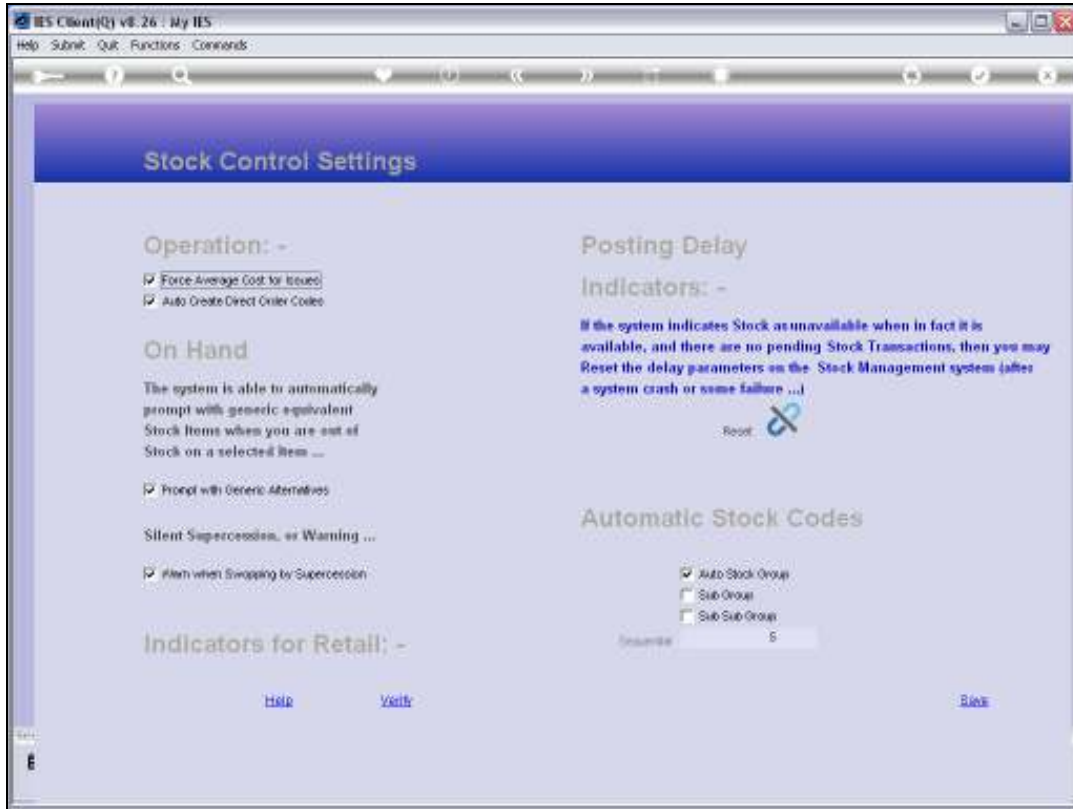 IES Client(Q) v8.26 : My IES
Help Submit Quit Functions Commands
Stock Control Settings
Operation: -
Force Average Cost for Issues
Auto Create Direct Order Codes
On Hand
The system is able to automatically
prompt with generic equivalent
Stock Items when you are out of
Stock on a selected Item ...
Prompt with Generic Alternatives
Silent Supercession, or Warning ...
Warn when Swopping by Supercession
Indicators for Retail: -
Help Verify
Posting Delay
Indicators: -
If the system indicates Stock as unavailable when in fact it is
available, and there are no pending Stock Transactions, then you may
Reset the delay parameters on the Stock Management system (after
a system crash or some failure ...)
Reset
Automatic Stock Codes
Auto Stock Group
Sub Group
Sub Sub Group
Sequential 5
Save